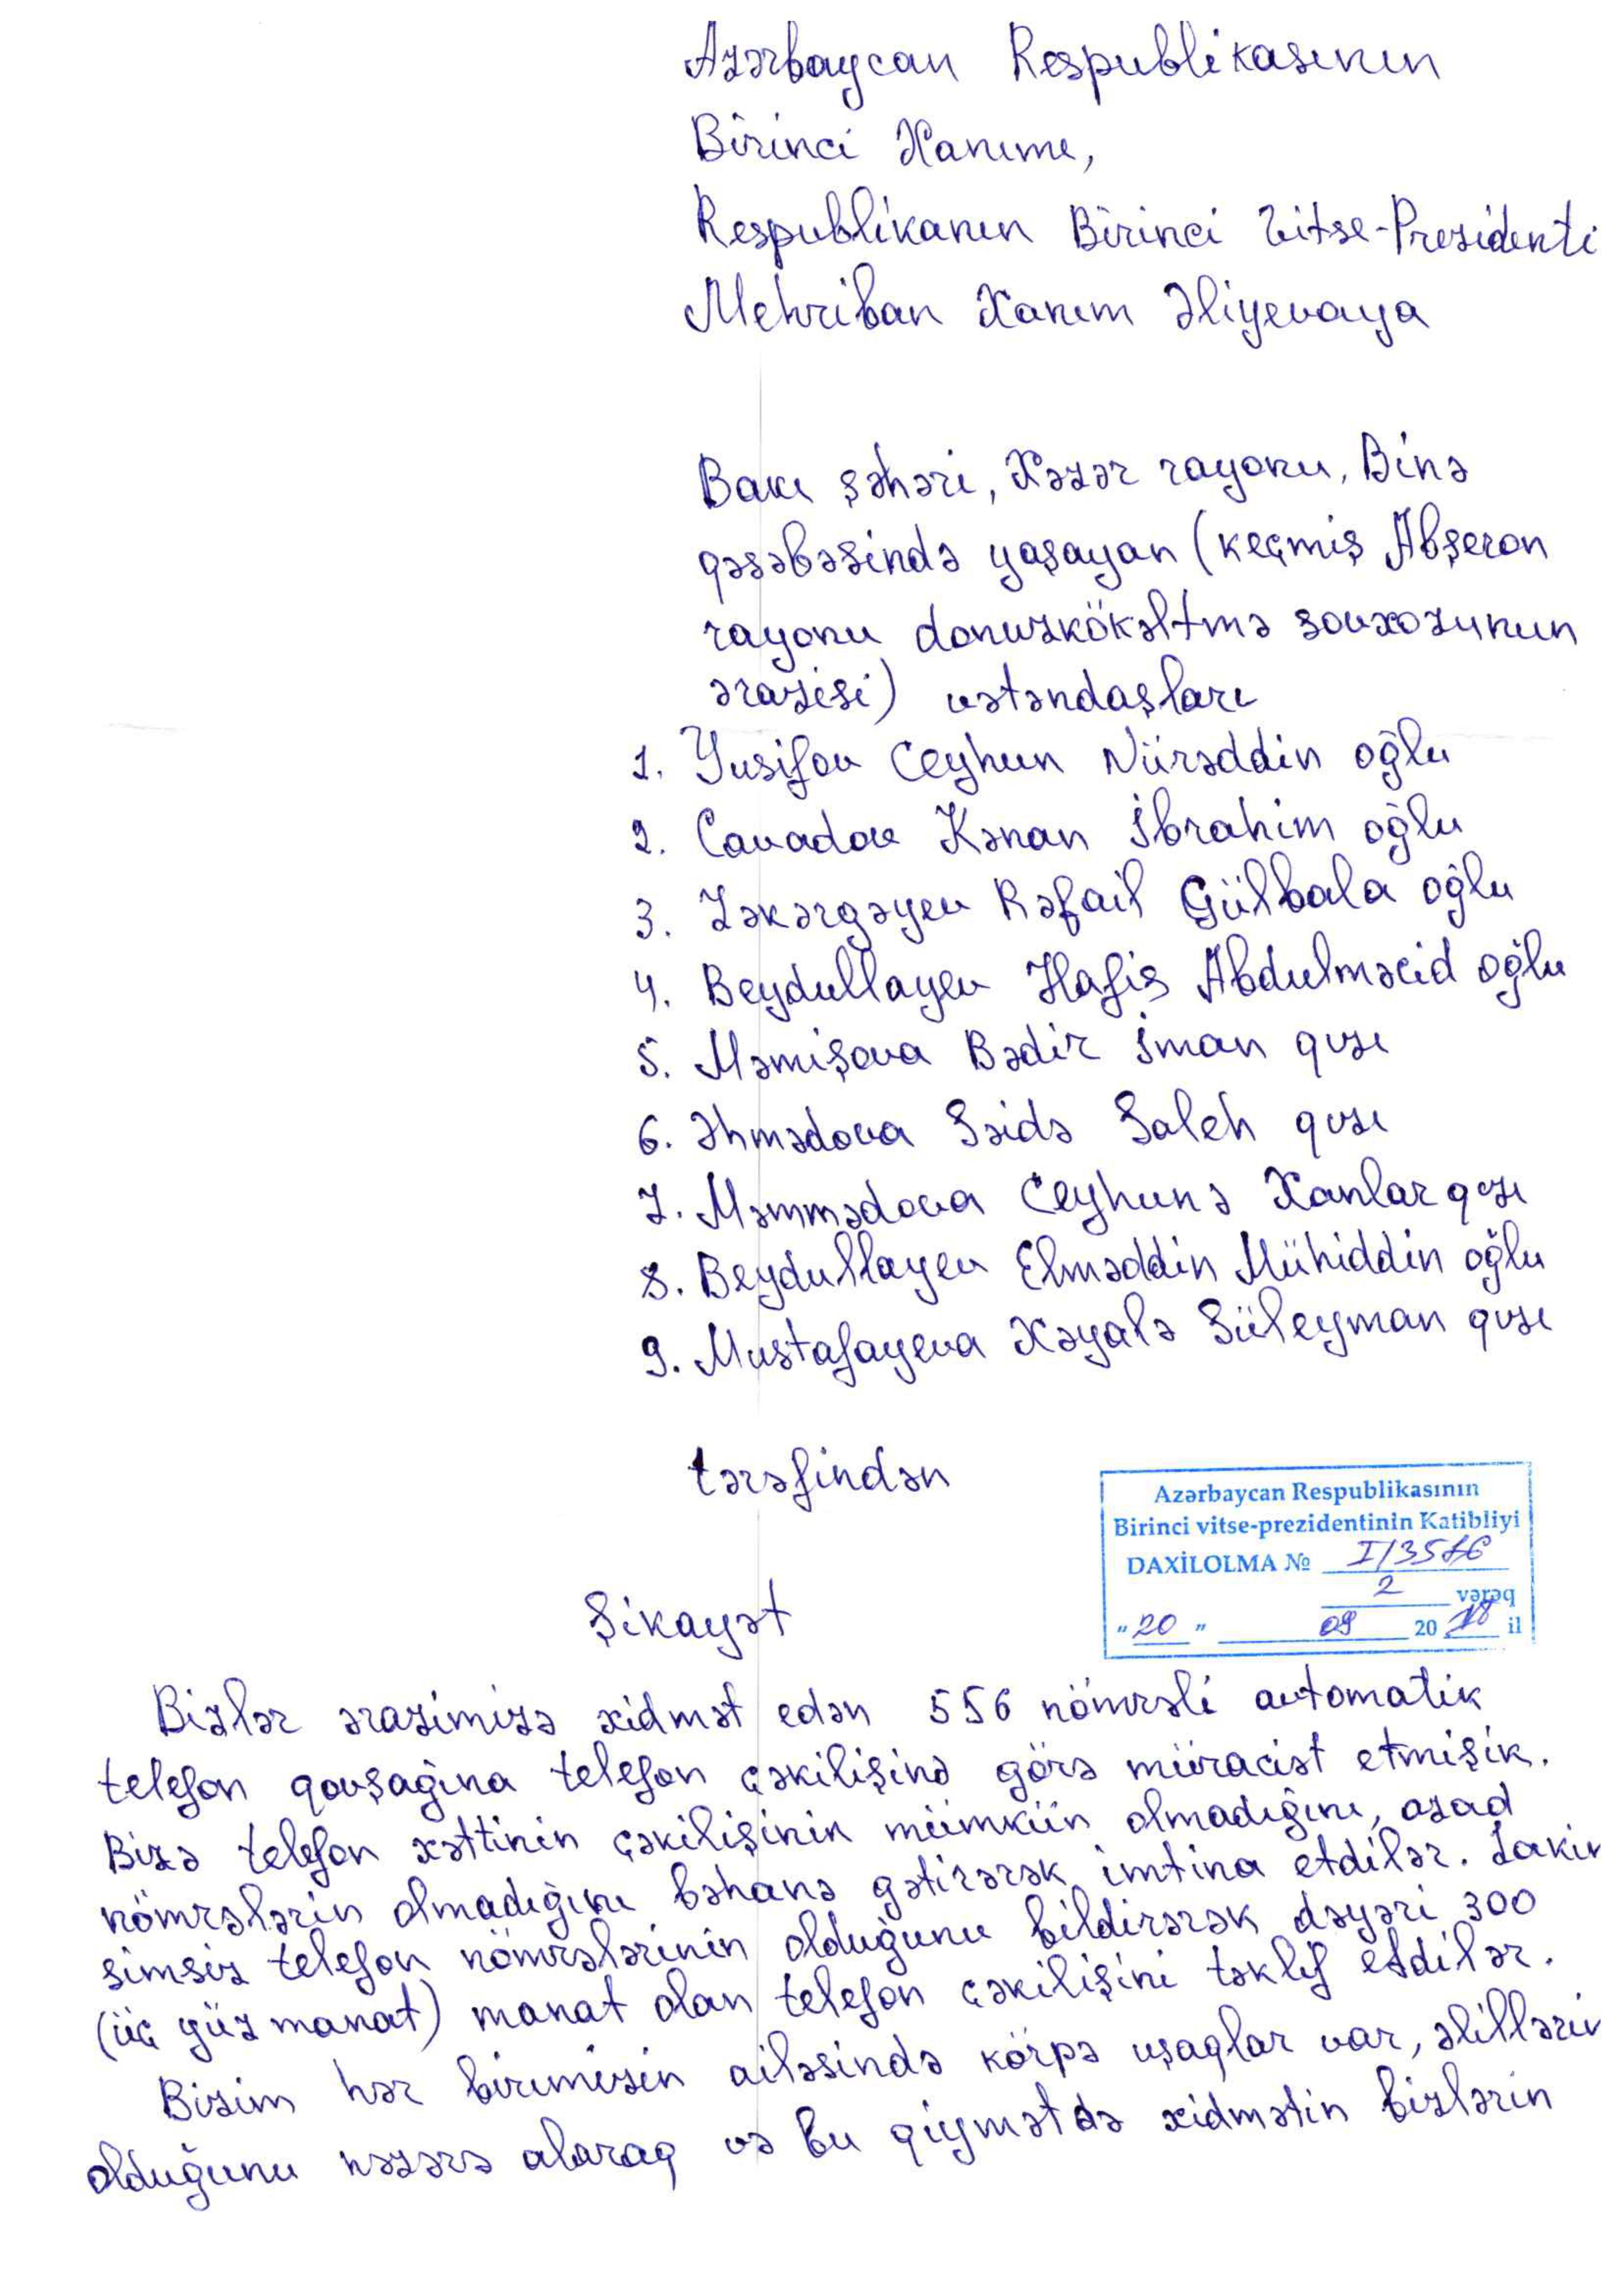 Azərbaycan Respublikasının
Birinci Xanımı,
Respublikanın Birinci Vitse-Prezidenti
Mehriban Xanım Əliyevaya
Bakı şəhəri, Xəzər rayonu, Binə
qəsəbəsində yaşayan (keçmiş Abşeron
rayonu donuzkökəltmə sovxozunun
ərazisi) vətəndaşları
1. Yusifov Ceyhun Nürəddin oğlu
2. Cavadov Kənan İbrahim oğlu
3. Zəkərgəyev Rəfail Gülbala oğlu
4. Beydullayev Hafis Abdulməcid oğlu
5. Məmişova Bədir İman qızı
6. Əhmədova Səidə Saleh qızı
7. Məmmədova Ceyhunə Xanlar qızı
8. Beydullayev Elməddin Mühiddin oğlu
9. Mustafayeva Xəyalə Süleyman qızı
tərəfindən
Azərbaycan Respublikasının
Birinci vitse-prezidentinin Katibliyi
DAXİLOLMA № I/3576
2 vərəq
"20" 09 2018 il
Şikayət
Bizlər ərazimizə xidmət edən 556 nömrəli avtomatik
telefon qovşağına telefon çəkilişinə görə müraciət etmişik.
Bizə telefon xəttinin çəkilişinin mümkün olmadığını, azad
nömrələrin olmadığını bəhanə gətirərək imtina etdilər. Lakin
simsiz telefon nömrələrinin olduğunu bildirərək dəyəri 300
(üç yüz manat) manat olan telefon çəkilişini təklif etdilər.
Bizim hər birimizin ailəsində körpə uşaqlar var, əlillərin
olduğunu nəzərə alaraq və bu qiymətdə xidmətin bizlərin